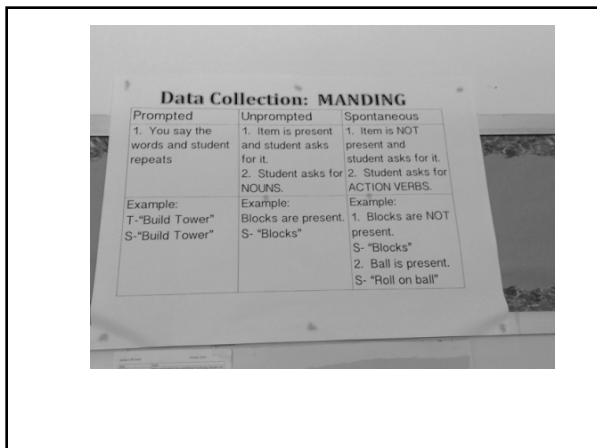 Data Collection: MANDING
Prompted
1. You say the
words and student
repeats
Unprompted
1. Item is present
and student asks
for it.
2. Student asks for
NOUNS.
Spontaneous
1. Item is NOT
present and
student asks for it.
2. Student asks for
ACTION VERBS.
Example:
T-"Build Tower"
S-"Build Tower"
Example:
Blocks are present.
S- "Blocks"
Example:
1. Blocks are NOT
present.
S- "Blocks"
2. Ball is present.
S- "Roll on ball"